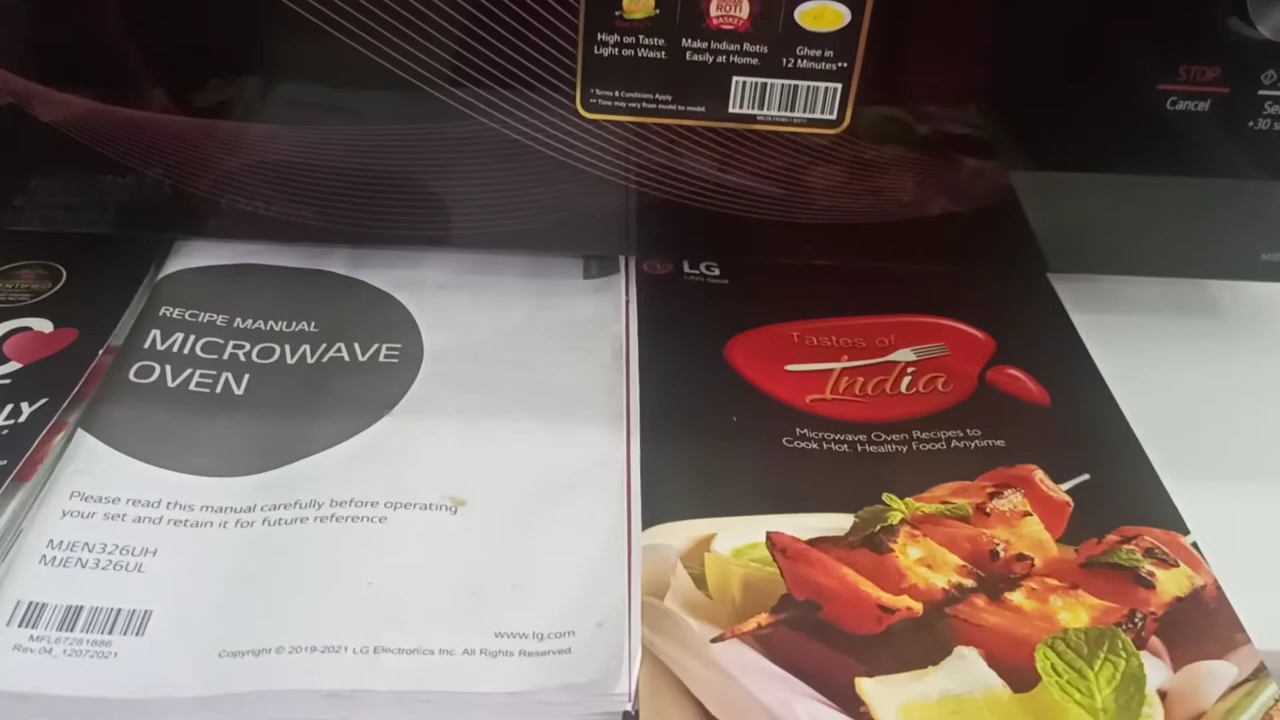 ROTI
BASKET
High on Taste.
Light on Waist.
Make Indian Rotis
Easily at Home.
Ghee in
12 Minutes**
* Terms & Conditions Apply
** Time may vary from model to model.
STOP
Cancel
+30
RECIPE MANUAL
MICROWAVE
OVEN
Please read this manual carefully before operating
your set and retain it for future reference.
MJEN326UH
MJEN326UL
MFL67281886
Rev.04_12072021
www.lg.com
Copyright © 2019-2021 LG Electronics Inc. All Rights Reserved.
LG
Life's Good
Tastes of
India
Microwave Oven Recipes to
Cook Hot, Healthy Food Anytime